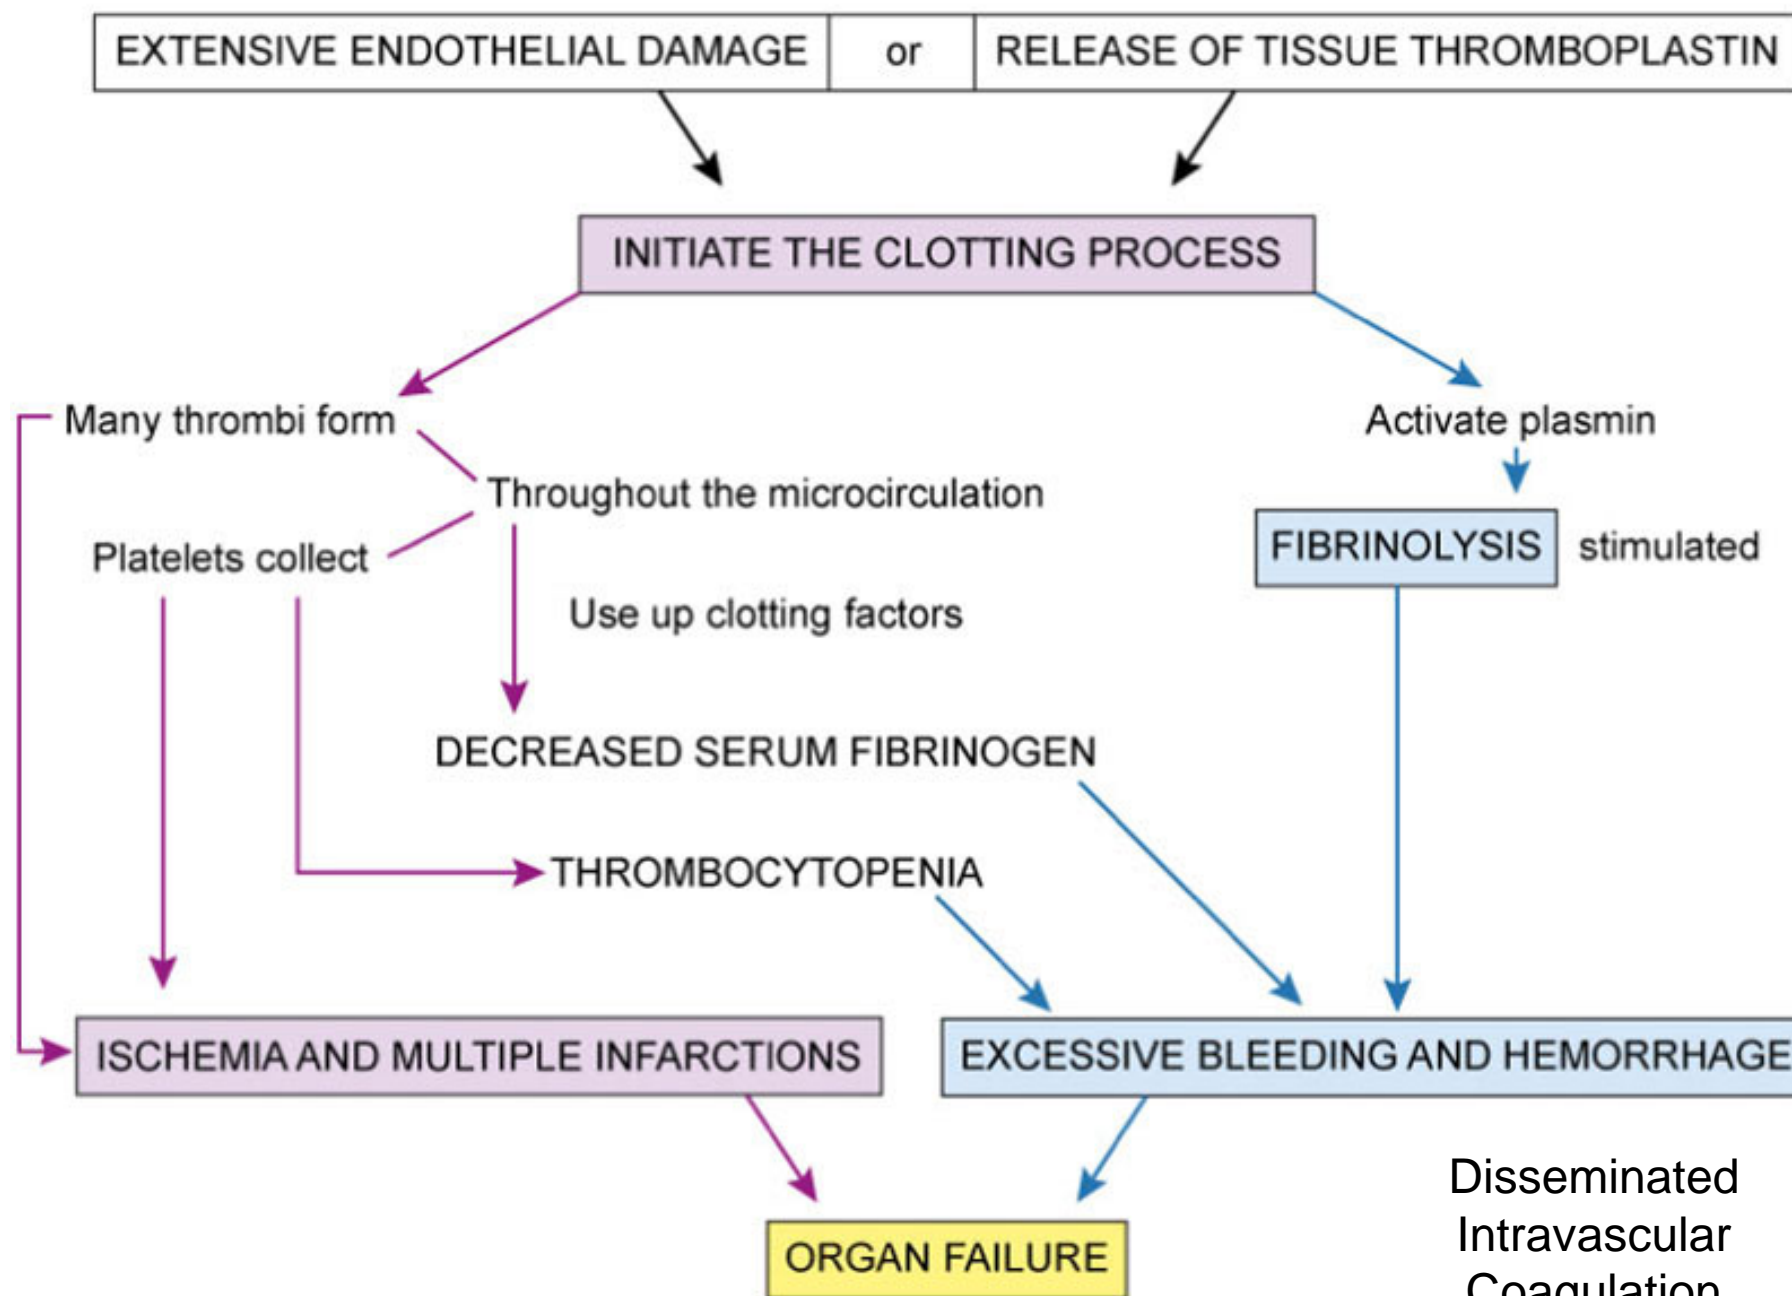 EXTENSIVE ENDOTHELIAL DAMAGE or RELEASE OF TISSUE THROMBOPLASTIN
INITIATE THE CLOTTING PROCESS
Many thrombi form
Activate plasmin
Throughout the microcirculation
Platelets collect
FIBRINOLYSIS stimulated
Use up clotting factors
DECREASED SERUM FIBRINOGEN
THROMBOCYTOPENIA
ISCHEMIA AND MULTIPLE INFARCTIONS
EXCESSIVE BLEEDING AND HEMORRHAGE
Disseminated
Intravascular
Coagulation
ORGAN FAILURE